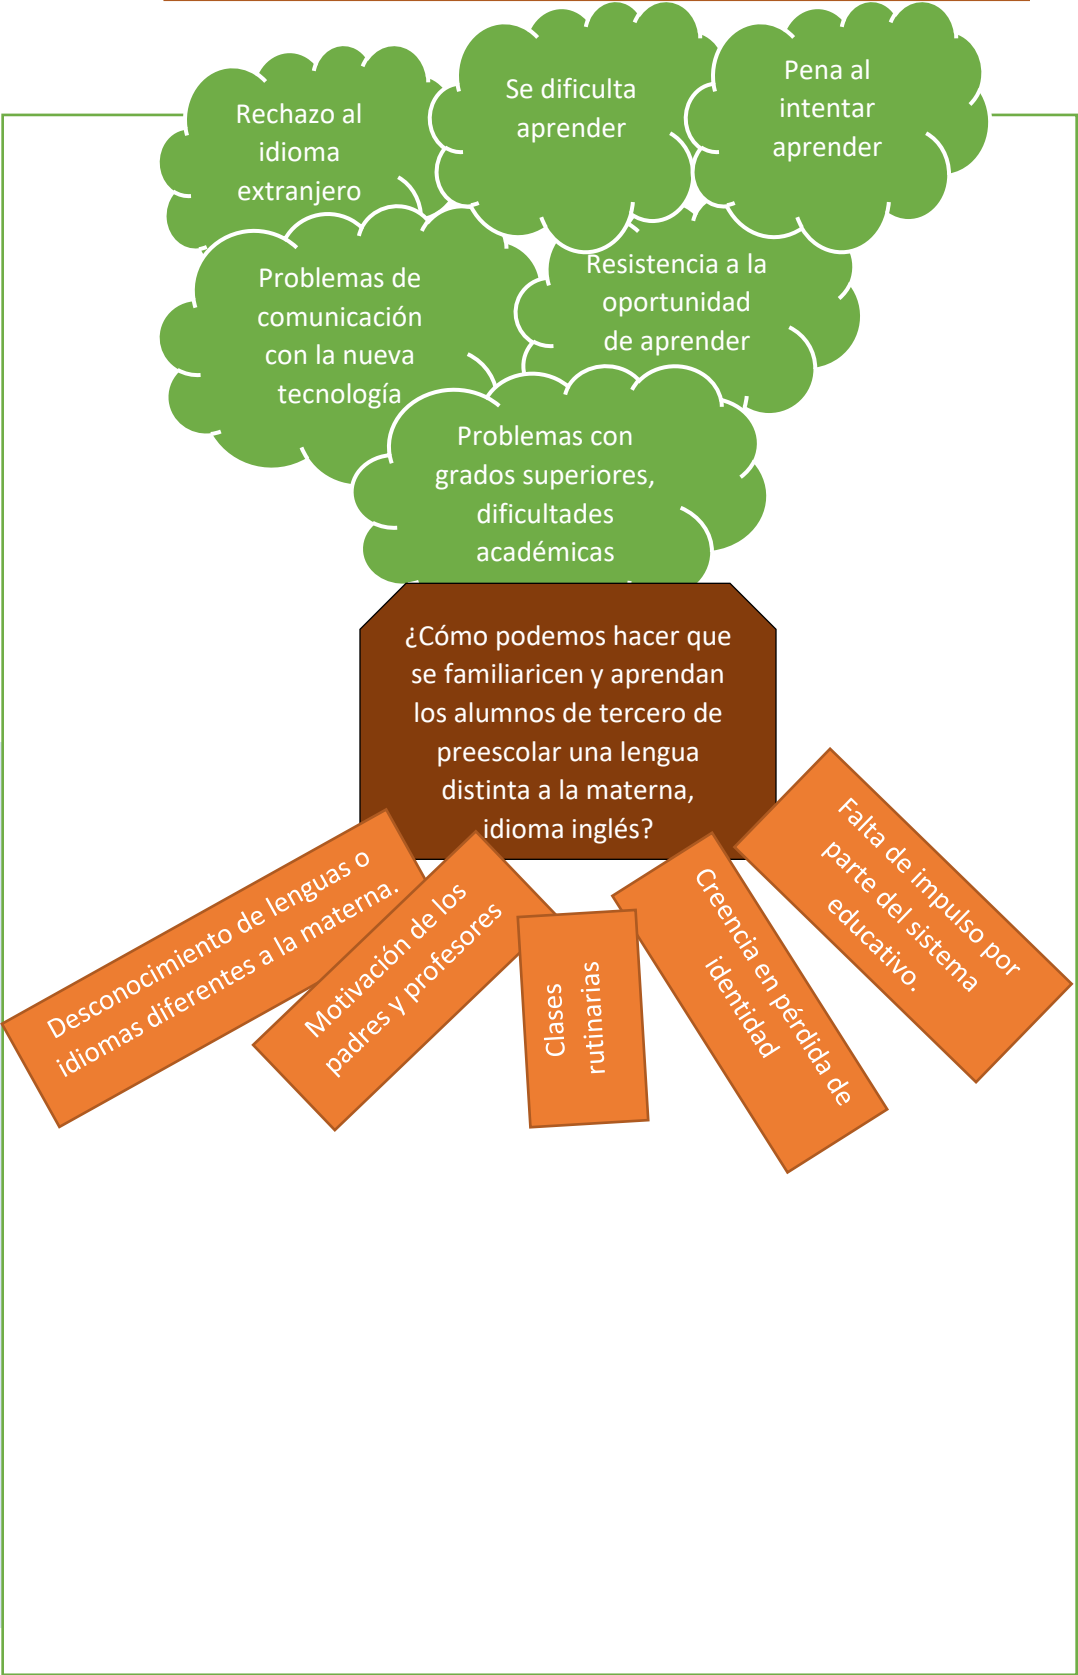 Rechazo al
idioma
extranjero
Se dificulta
aprender
Pena al
intentar
aprender
Problemas de
comunicación
con la nueva
tecnología
Resistencia a la
oportunidad
de aprender
Problemas con
grados superiores,
dificultades
académicas
¿Cómo podemos hacer que
se familiaricen y aprendan
los alumnos de tercero de
preescolar una lengua
distinta a la materna,
idioma inglés?
Desconocimiento de lenguas o
idiomas diferentes a la materna.
Motivación de los
padres y profesores
Clases
rutinarias
Creencia en pérdida de
identidad
Falta de impulso por
parte del sistema
educativo.